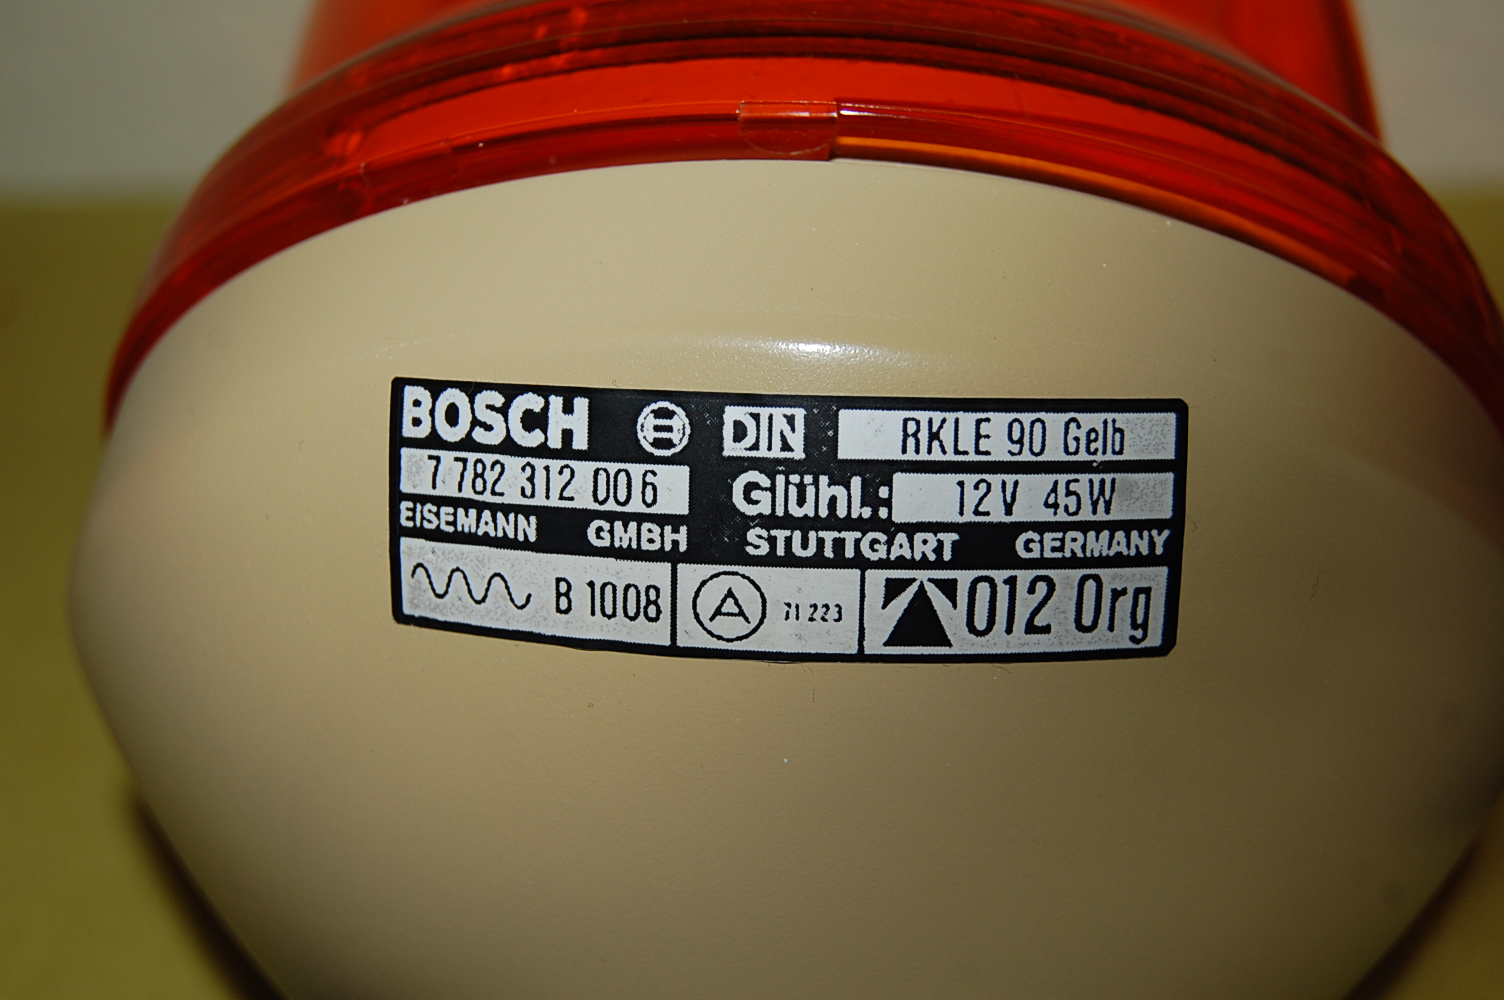 BOSCH DIN RKLE 90 Gelb
7 782 312 006 Glühl.: 12V 45W
EISEMANN GMBH STUTTGART GERMANY
B 1008 A 71 223 012 Org